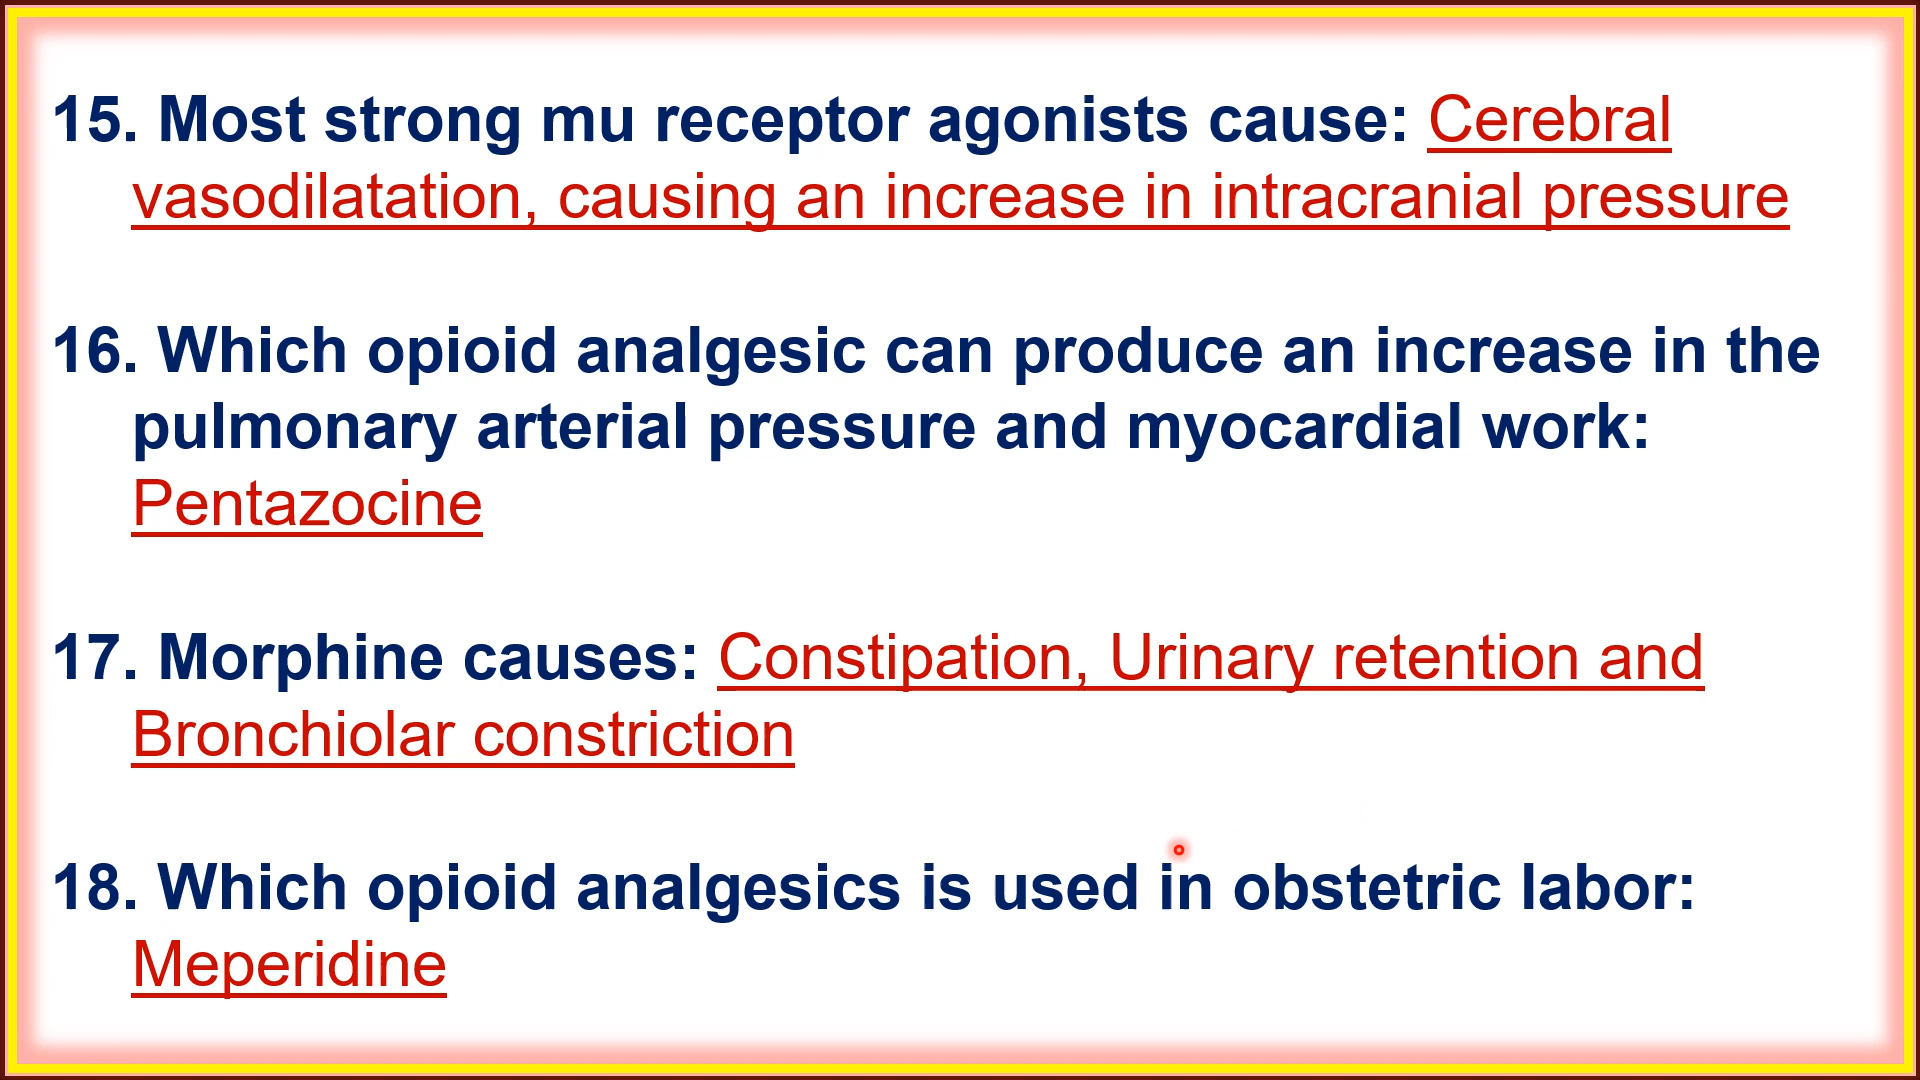 15. Most strong mu receptor agonists cause: Cerebral
vasodilatation, causing an increase in intracranial pressure
16. Which opioid analgesic can produce an increase in the
pulmonary arterial pressure and myocardial work:
Pentazocine
17. Morphine causes: Constipation, Urinary retention and
Bronchiolar constriction
18. Which opioid analgesics is used in obstetric labor:
Meperidine